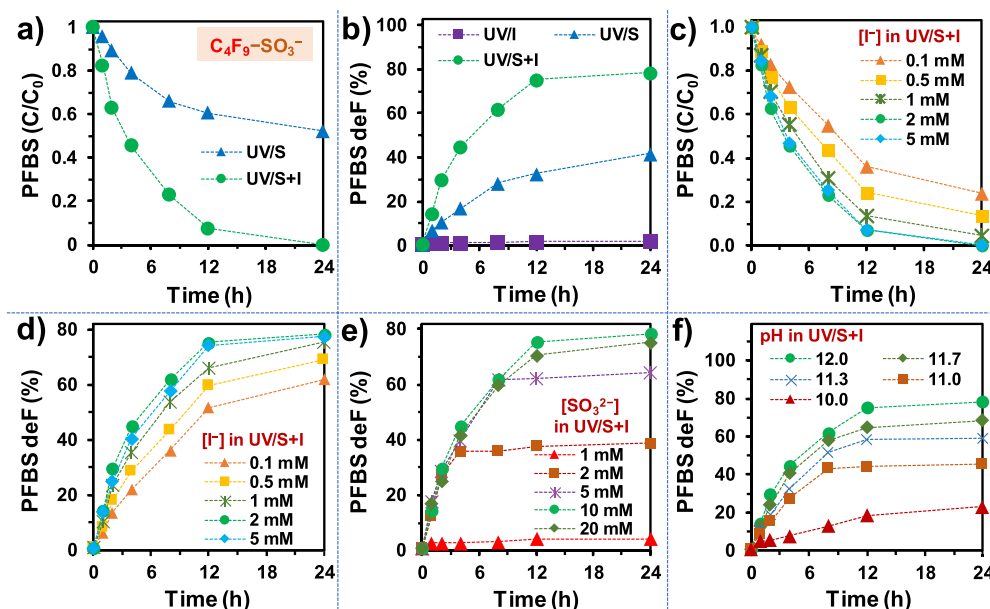 a)
C₄F₉−SO₃⁻
PFBS (C/C₀)
1
0.8
0.6
0.4
0.2
0
UV/S
UV/S+I
0 6 12 18 24
Time (h)
b)
PFBS deF (%)
100
80
60
40
20
0
UV/I
UV/S
UV/S+I
0 6 12 18 24
Time (h)
c)
[I⁻] in UV/S+I
PFBS (C/C₀)
1.0
0.8
0.6
0.4
0.2
0.0
0.1 mM
0.5 mM
1 mM
2 mM
5 mM
0 6 12 18 24
Time (h)
d)
PFBS deF (%)
80
60
40
20
0
[I⁻] in UV/S+I
0.1 mM
0.5 mM
1 mM
2 mM
5 mM
0 6 12 18 24
Time (h)
e)
PFBS deF (%)
80
60
40
20
0
[SO₃²⁻]
in UV/S+I
1 mM
2 mM
5 mM
10 mM
20 mM
0 6 12 18 24
Time (h)
f)
pH in UV/S+I
PFBS deF (%)
100
80
60
40
20
0
12.0 11.7
11.3 11.0
10.0
0 6 12 18 24
Time (h)